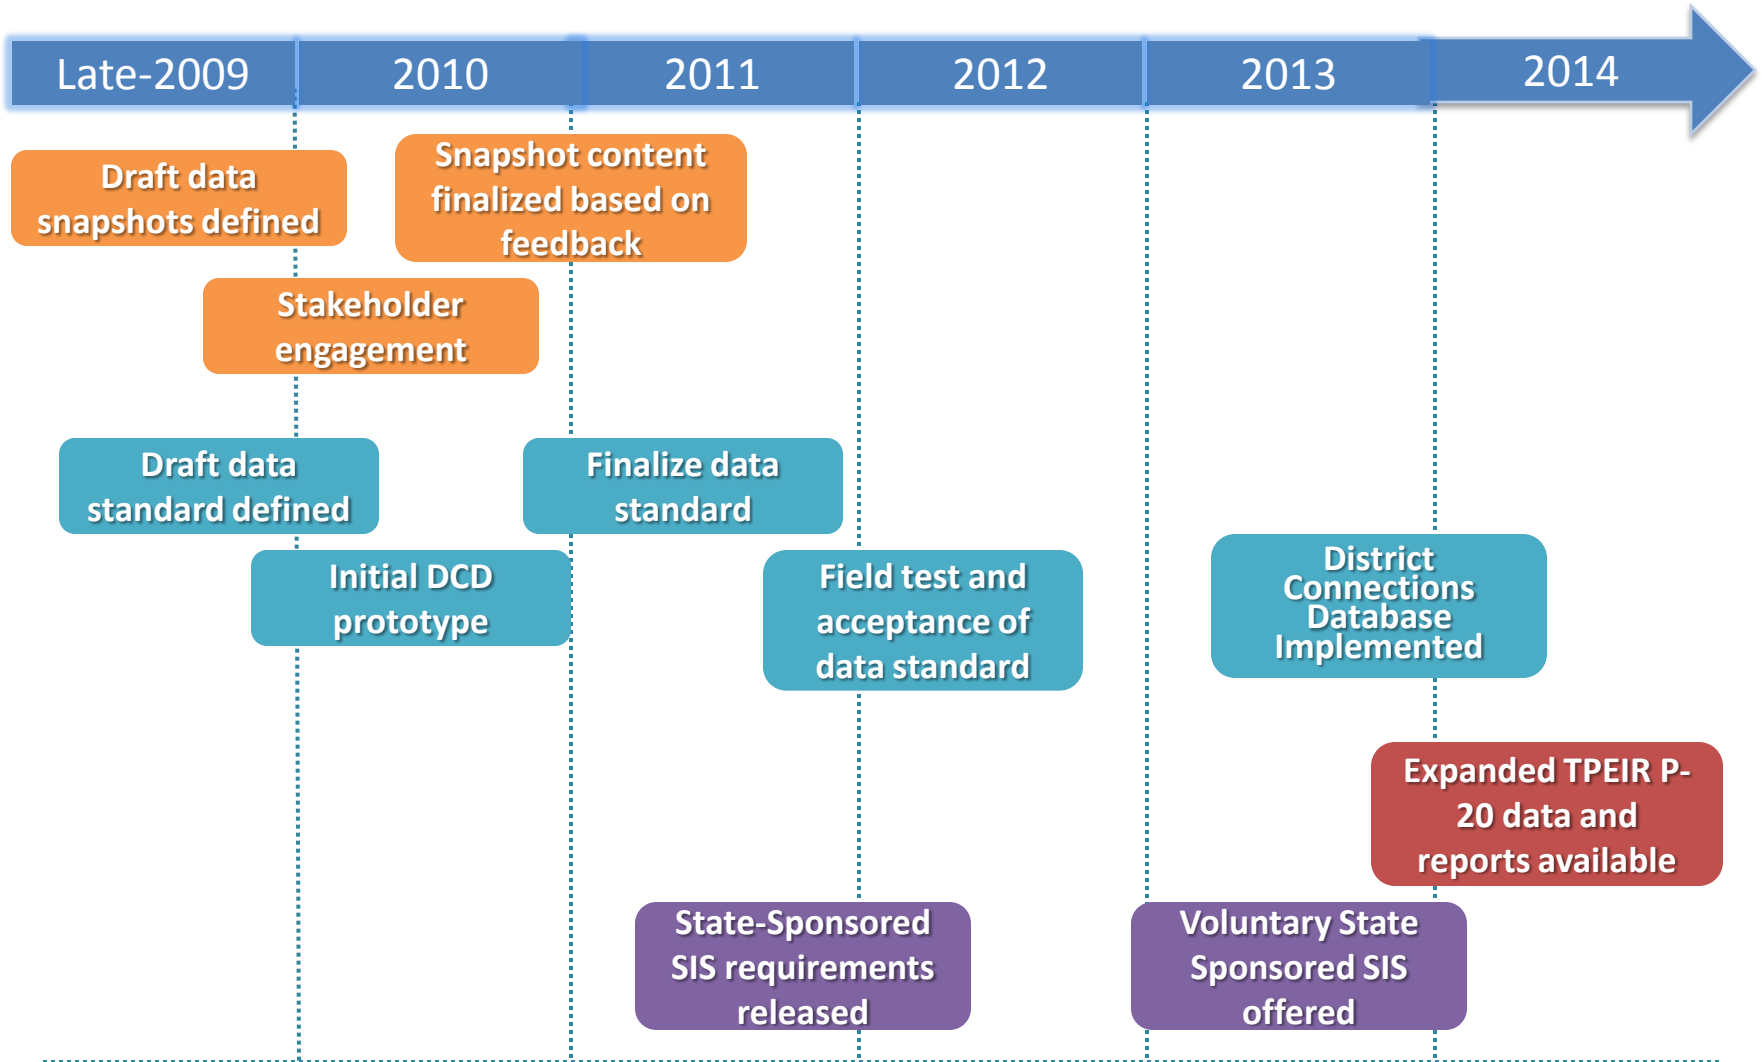 Late-2009
2010
2011
2012
2013
2014
Draft data
snapshots defined
Snapshot content
finalized based on
feedback
Stakeholder
engagement
Draft data
standard defined
Finalize data
standard
Initial DCD
prototype
Field test and
acceptance of
data standard
District
Connections
Database
Implemented
Expanded TPEIR P-
20 data and
reports available
State-Sponsored
SIS requirements
released
Voluntary State
Sponsored SIS
offered